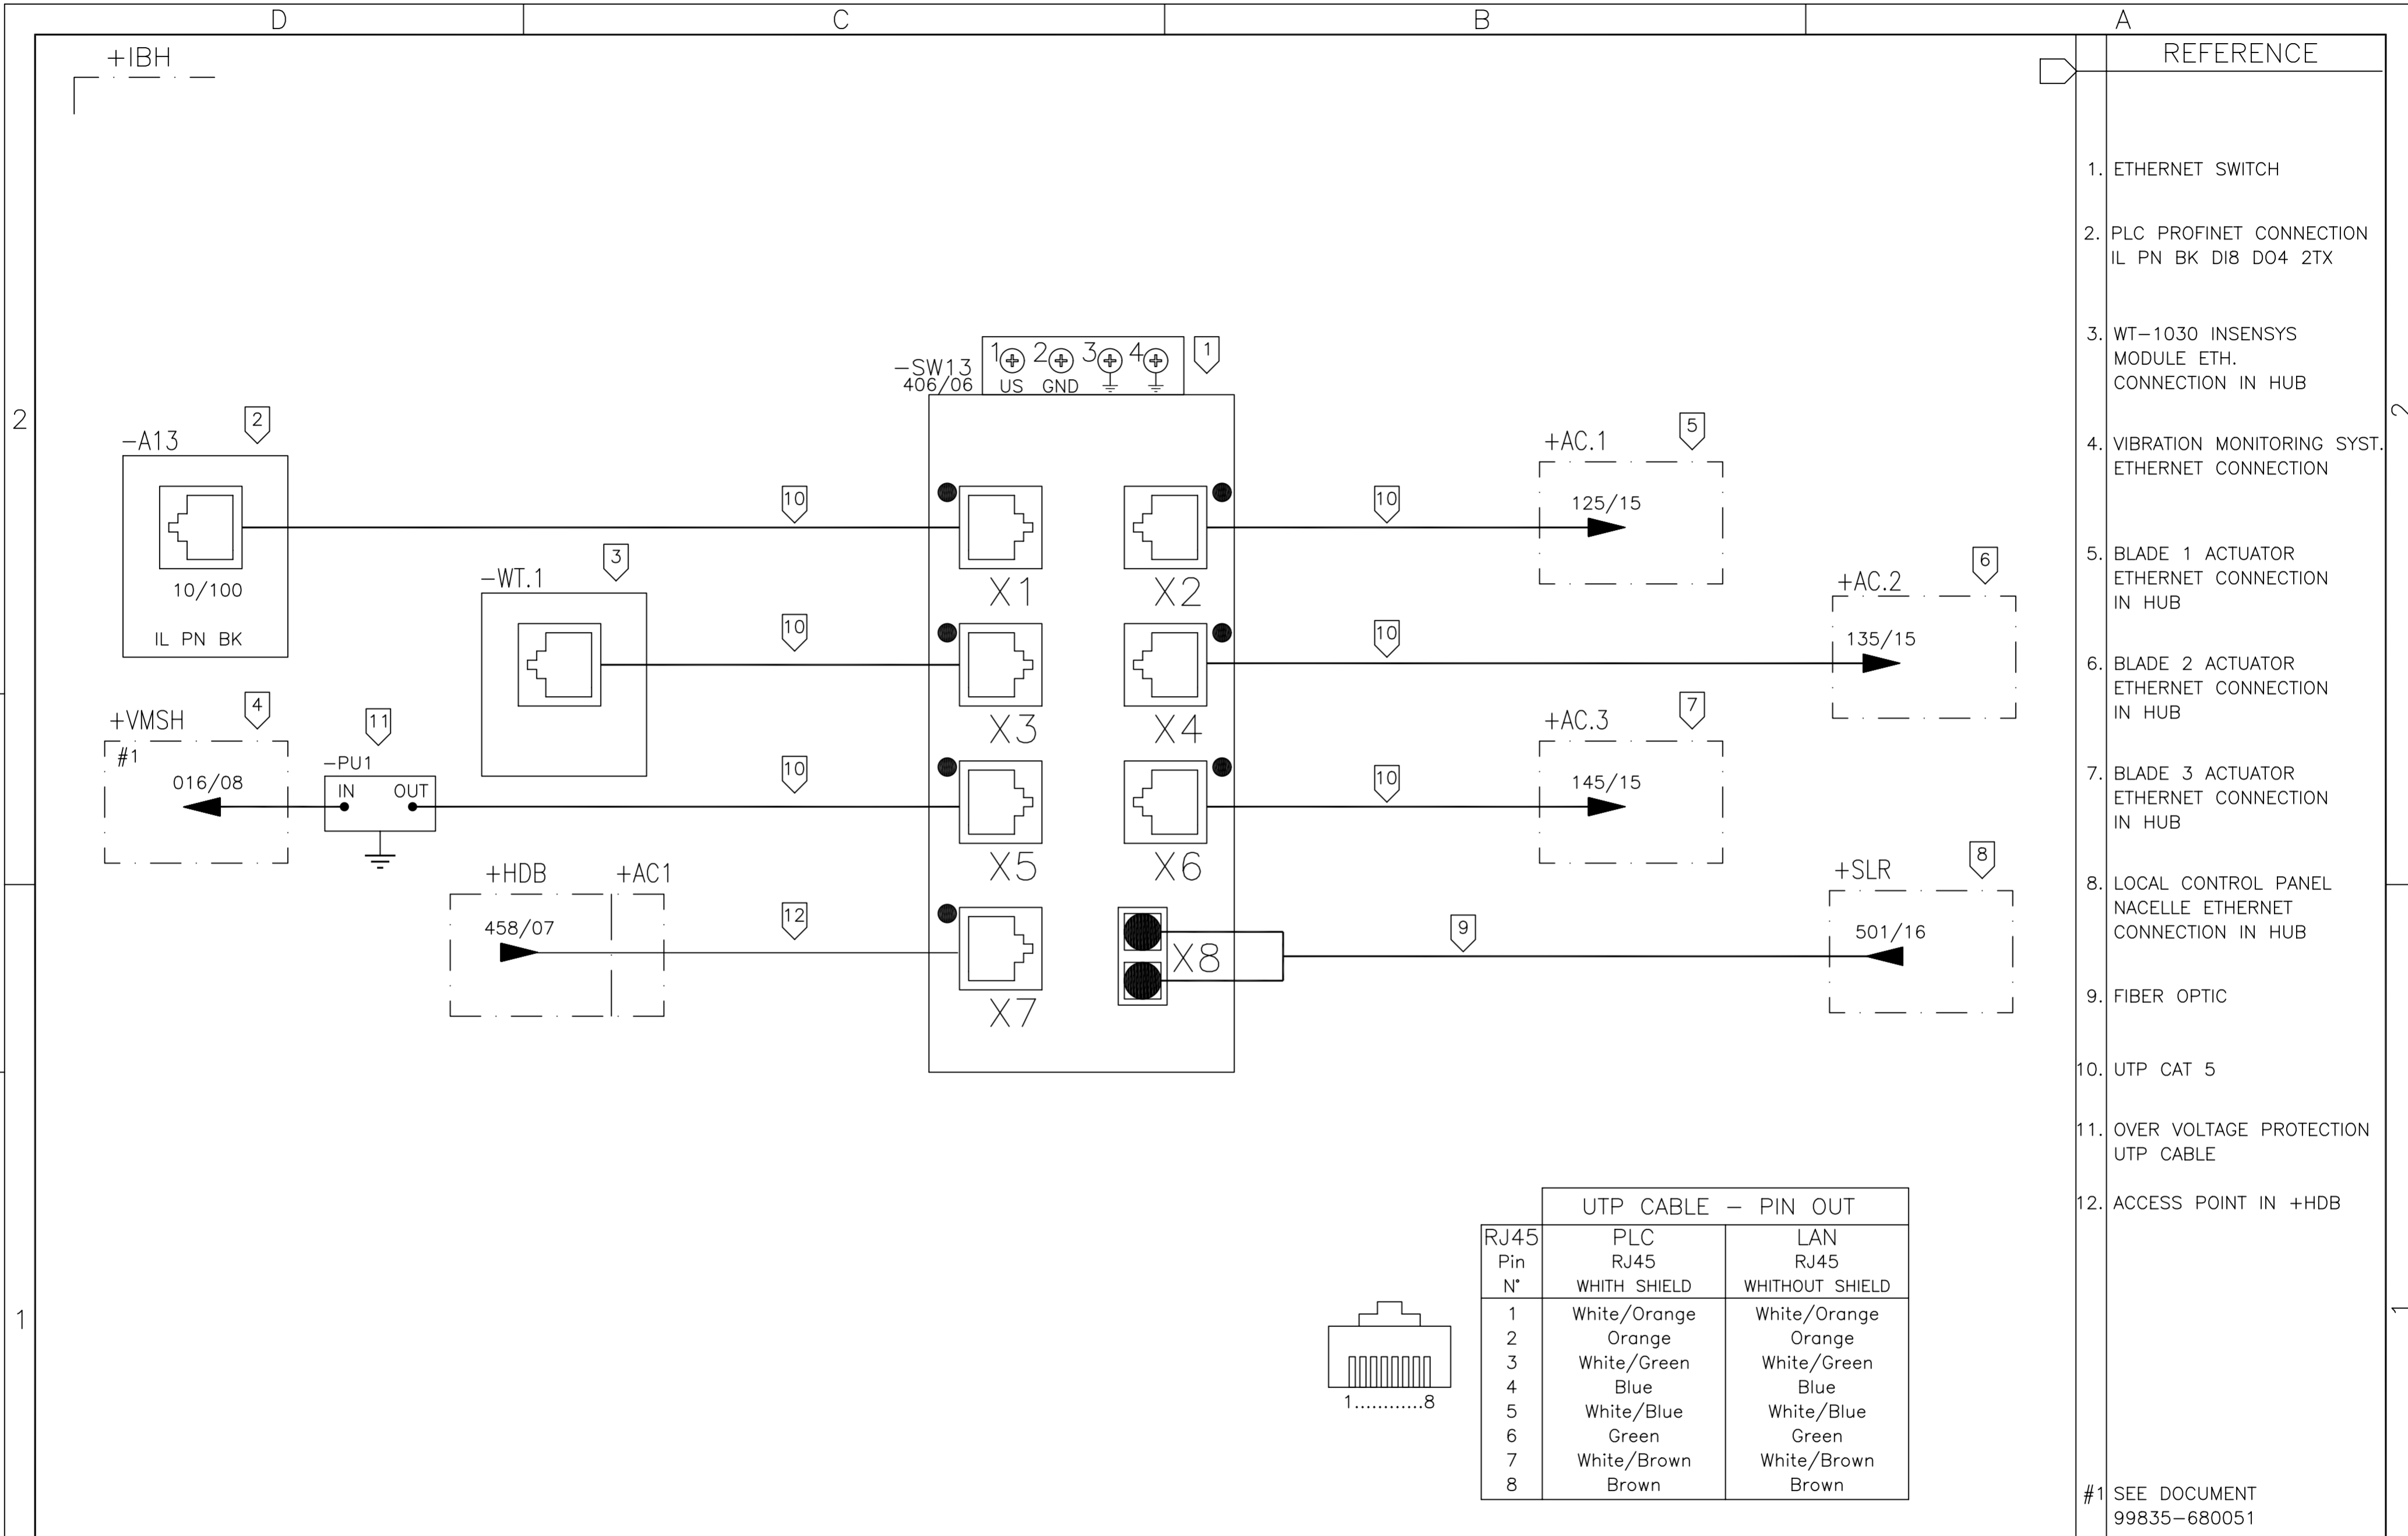 D C B A
+IBH
REFERENCE
1. ETHERNET SWITCH
2. PLC PROFINET CONNECTION
IL PN BK DI8 DO4 2TX
3. WT-1030 INSENSYS
MODULE ETH.
CONNECTION IN HUB
4. VIBRATION MONITORING SYST.
ETHERNET CONNECTION
5. BLADE 1 ACTUATOR
ETHERNET CONNECTION
IN HUB
6. BLADE 2 ACTUATOR
ETHERNET CONNECTION
IN HUB
7. BLADE 3 ACTUATOR
ETHERNET CONNECTION
IN HUB
8. LOCAL CONTROL PANEL
NACELLE ETHERNET
CONNECTION IN HUB
9. FIBER OPTIC
10. UTP CAT 5
11. OVER VOLTAGE PROTECTION
UTP CABLE
12. ACCESS POINT IN +HDB
#1 SEE DOCUMENT
99835-680051
2
2
1
1
-SW13
406/06
1 2 3 4
US GND
1
-A13
2
10/100
IL PN BK
10
X1
X2
10
+AC.1
5
125/15
-WT.1
3
10
X3
X4
10
+AC.2
6
135/15
+VMSH
4
#1
016/08
11
-PU1
IN OUT
10
X5
X6
10
+AC.3
7
145/15
+HDB
+AC1
458/07
12
X7
X8
9
+SLR
8
501/16
1............8
UTP CABLE - PIN OUT
RJ45 PLC LAN
Pin RJ45 RJ45
N° WHITH SHIELD WHITHOUT SHIELD
1 White/Orange White/Orange
2 Orange Orange
3 White/Green White/Green
4 Blue Blue
5 White/Blue White/Blue
6 Green Green
7 White/Brown White/Brown
8 Brown Brown